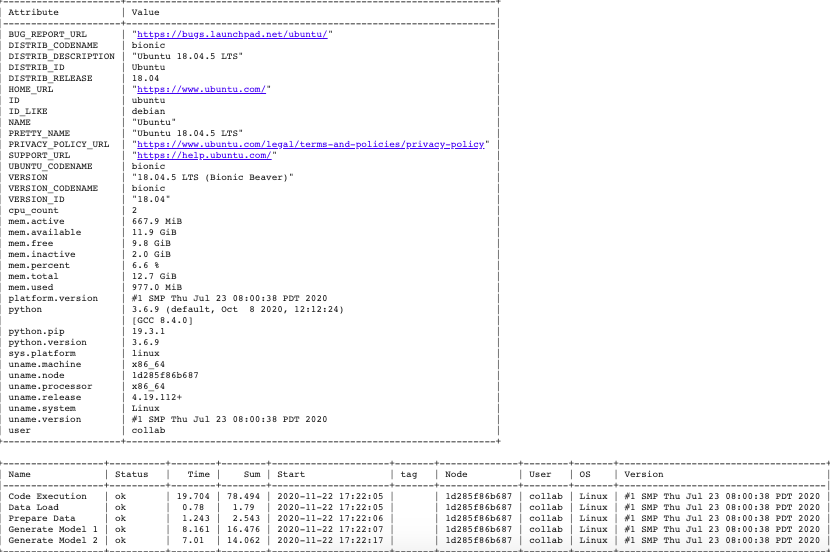 Attribute | Value
BUG_REPORT_URL | "https://bugs.launchpad.net/ubuntu/"
DISTRIB_CODENAME | bionic
DISTRIB_DESCRIPTION | "Ubuntu 18.04.5 LTS"
DISTRIB_ID | Ubuntu
DISTRIB_RELEASE | 18.04
HOME_URL | "https://www.ubuntu.com/"
ID | ubuntu
ID_LIKE | debian
NAME | "Ubuntu"
PRETTY_NAME | "Ubuntu 18.04.5 LTS"
PRIVACY_POLICY_URL | "https://www.ubuntu.com/legal/terms-and-policies/privacy-policy"
SUPPORT_URL | "https://help.ubuntu.com/"
UBUNTU_CODENAME | bionic
VERSION | "18.04.5 LTS (Bionic Beaver)"
VERSION_CODENAME | bionic
VERSION_ID | "18.04"
cpu_count | 2
mem.active | 667.9 MiB
mem.available | 11.9 GiB
mem.free | 9.8 GiB
mem.inactive | 2.0 GiB
mem.percent | 6.6 %
mem.total | 12.7 GiB
mem.used | 977.0 MiB
platform.version | #1 SMP Thu Jul 23 08:00:38 PDT 2020
python | 3.6.9 (default, Oct  8 2020, 12:12:24)
| [GCC 8.4.0]
python.pip | 19.3.1
python.version | 3.6.9
sys.platform | linux
uname.machine | x86_64
uname.node | 1d285f86b687
uname.processor | x86_64
uname.release | 4.19.112+
uname.system | Linux
uname.version | #1 SMP Thu Jul 23 08:00:38 PDT 2020
user | collab
Name | Status | Time | Sum | Start | tag | Node | User | OS | Version
Code Execution | ok | 19.704 | 78.494 | 2020-11-22 17:22:05 | | 1d285f86b687 | collab | Linux | #1 SMP Thu Jul 23 08:00:38 PDT 2020
Data Load | ok | 0.78 | 1.79 | 2020-11-22 17:22:05 | | 1d285f86b687 | collab | Linux | #1 SMP Thu Jul 23 08:00:38 PDT 2020
Prepare Data | ok | 1.243 | 2.543 | 2020-11-22 17:22:06 | | 1d285f86b687 | collab | Linux | #1 SMP Thu Jul 23 08:00:38 PDT 2020
Generate Model 1 | ok | 8.161 | 16.476 | 2020-11-22 17:22:07 | | 1d285f86b687 | collab | Linux | #1 SMP Thu Jul 23 08:00:38 PDT 2020
Generate Model 2 | ok | 7.01 | 14.062 | 2020-11-22 17:22:17 | | 1d285f86b687 | collab | Linux | #1 SMP Thu Jul 23 08:00:38 PDT 2020